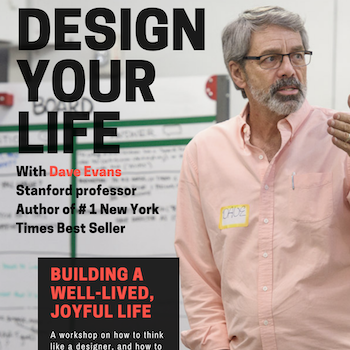 DESIGN
YOUR
LIFE
With Dave Evans
Stanford professor
Author of # 1 New York
Times Best Seller
BUILDING A
WELL-LIVED,
JOYFUL LIFE
A workshop on how to think
like a designer, and how to
BOARD